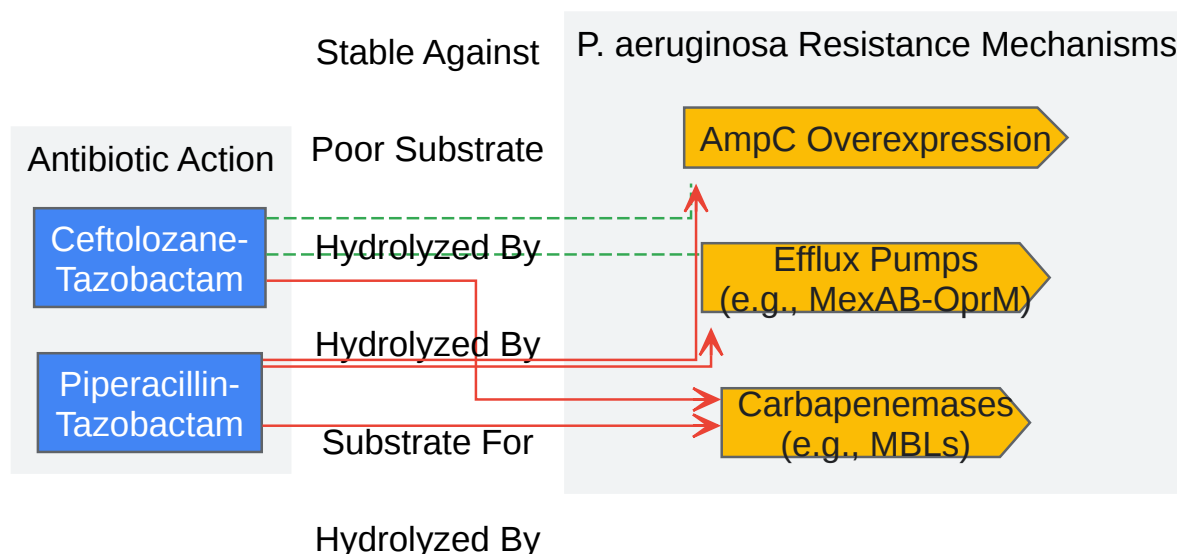 Stable Against
P. aeruginosa Resistance Mechanisms
AmpC Overexpression
Poor Substrate
Antibiotic Action
Ceftolozane-
Tazobactam
Hydrolyzed By
Efflux Pumps
(e.g., MexAB-OprM)
Hydrolyzed By
Piperacillin-
Tazobactam
Carbapenemases
(e.g., MBLs)
Substrate For
Hydrolyzed By